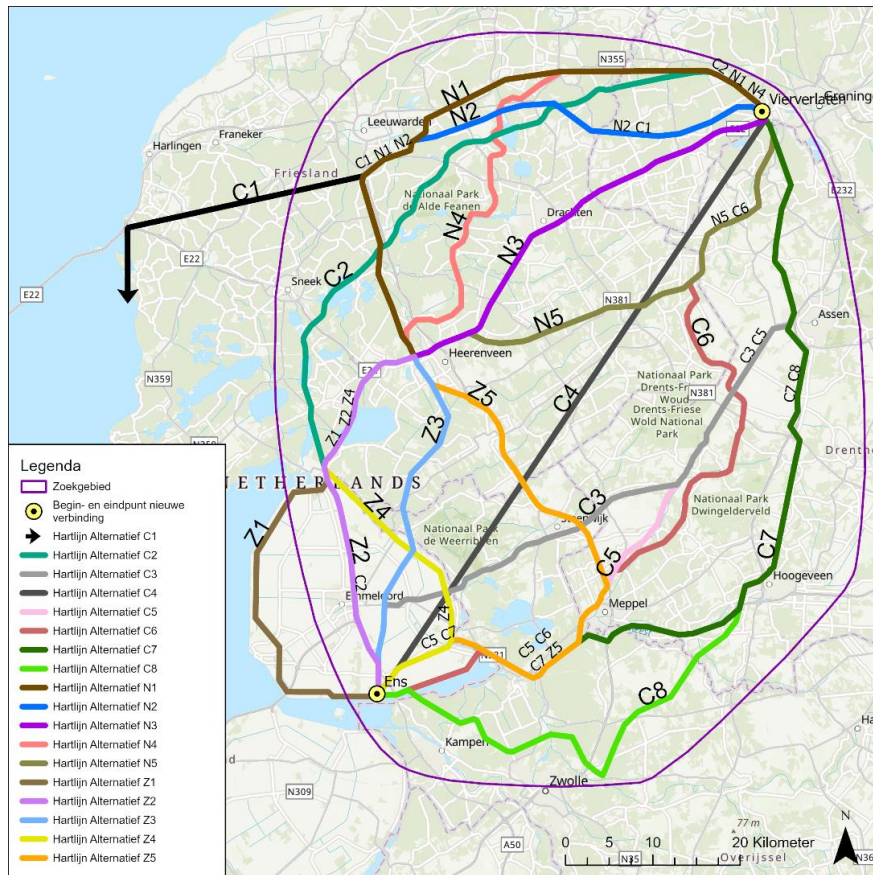 N355
C2 N1 N4
Vierverlaten
Groningen
N1
N2
Leeuwarden
N2 C1
E22
Franeker
Harlingen
C1 N1 N2
Friesland
C1
E232
Nationaal Park
de Alde Feanen
Drachten
N4
N3
N5 C6
E22
C2
Sneek
E22
N381
N5
C6
Assen
C3 C5
Heerenveen
N359
Z5
C4
Nationaal Park
Drents-Friese
Woud
Drents-Friese
Wold National
Park
N381
C7 C8
Z1 Z2 Z4
Z3
Drenthe
NETHERLANDS
Z4
Z1
Z2
C2
Nationaal Park
de Weerribben
C3
Steenwijk
Nationaal Park
Dwingelderveld
C7
C5
Emmeloord
Z4
Meppel
Hoogeveen
C5 C7
C5 C6
C7 Z5
Ens
C8
Kampen
Zwolle
N309
A50
N35
77 m
Overijssel
N36
N
0 5 10 20 Kilometer
Legenda
Zoekgebied
Begin- en eindpunt nieuwe
verbinding
Hartlijn Alternatief C1
Hartlijn Alternatief C2
Hartlijn Alternatief C3
Hartlijn Alternatief C4
Hartlijn Alternatief C5
Hartlijn Alternatief C6
Hartlijn Alternatief C7
Hartlijn Alternatief C8
Hartlijn Alternatief N1
Hartlijn Alternatief N2
Hartlijn Alternatief N3
Hartlijn Alternatief N4
Hartlijn Alternatief N5
Hartlijn Alternatief Z1
Hartlijn Alternatief Z2
Hartlijn Alternatief Z3
Hartlijn Alternatief Z4
Hartlijn Alternatief Z5